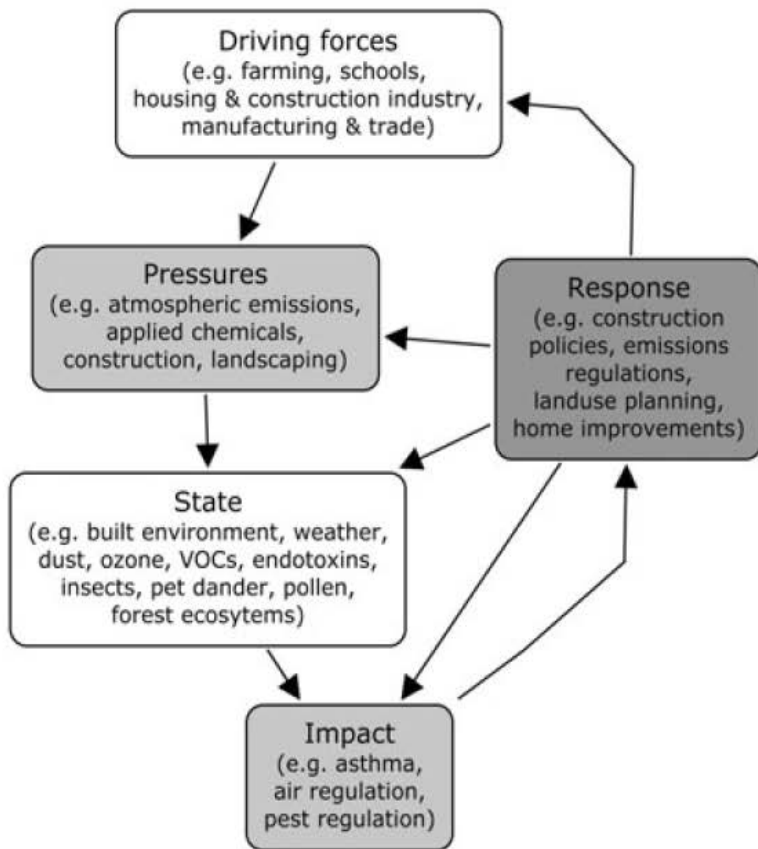 Driving forces
(e.g. farming, schools,
housing & construction industry,
manufacturing & trade)
Pressures
(e.g. atmospheric emissions,
applied chemicals,
construction, landscaping)
Response
(e.g. construction
policies, emissions
regulations,
landuse planning,
home improvements)
State
(e.g. built environment, weather,
dust, ozone, VOCs, endotoxins,
insects, pet dander, pollen,
forest ecosytems)
Impact
(e.g. asthma,
air regulation,
pest regulation)